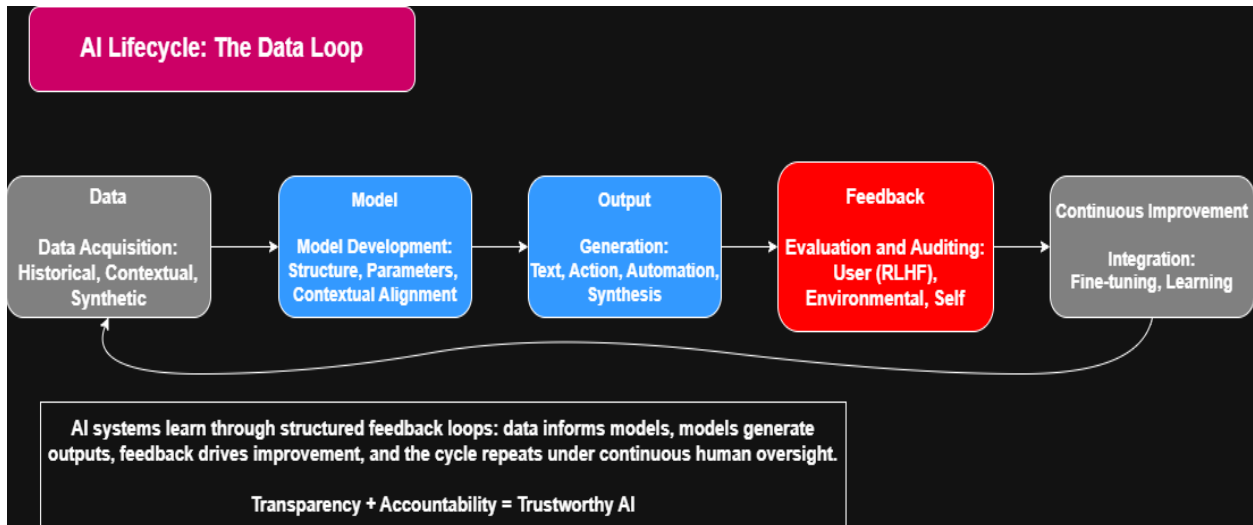 AI Lifecycle: The Data Loop
Data
Data Acquisition:
Historical, Contextual,
Synthetic
Model
Model Development:
Structure, Parameters,
Contextual Alignment
Output
Generation:
Text, Action, Automation,
Synthesis
Feedback
Evaluation and Auditing:
User (RLHF),
Environmental, Self
Continuous Improvement
Integration:
Fine-tuning, Learning
AI systems learn through structured feedback loops: data informs models, models generate
outputs, feedback drives improvement, and the cycle repeats under continuous human oversight.
Transparency + Accountability = Trustworthy AI